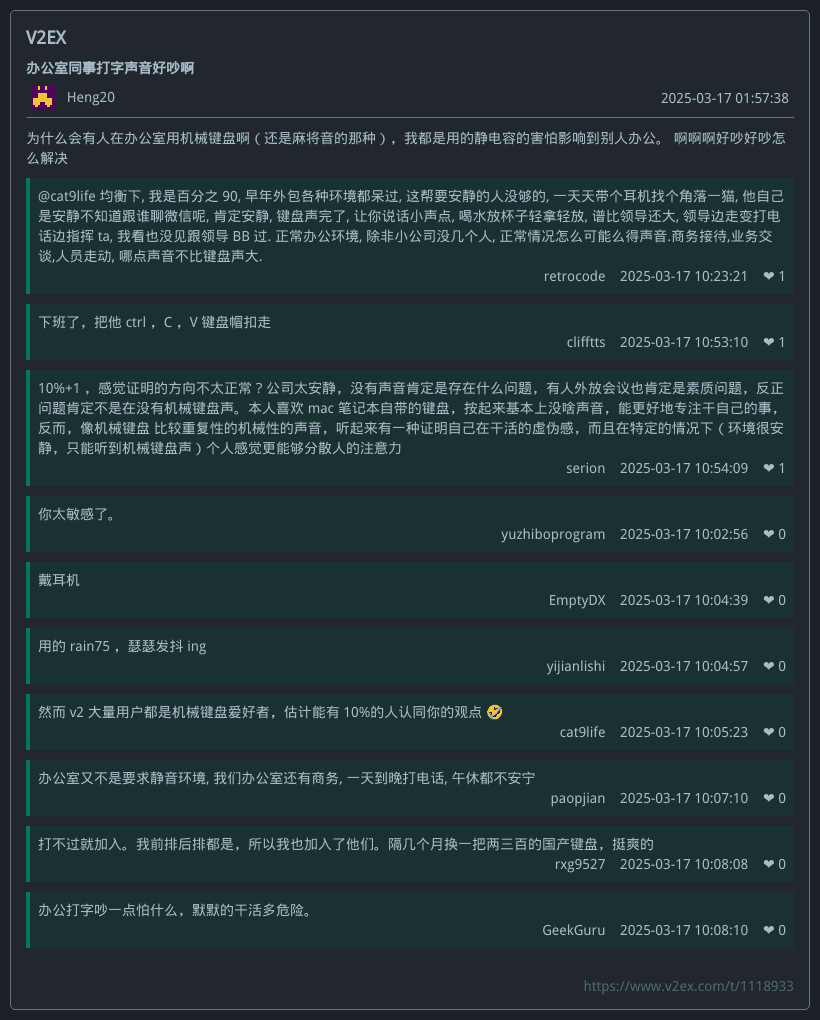 V2EX
办公室同事打字声音好吵啊
Heng20 2025-03-17 01:57:38
为什么会有人在办公室用机械键盘啊（还是麻将音的那种），我都是用的静电容的害怕影响到别人办公。 啊啊啊好吵好吵怎
么解决
@cat9life 均衡下, 我是百分之 90, 早年外包各种环境都呆过, 这帮要安静的人没够的, 一天天带个耳机找个角落一猫, 他自己
是安静不知道跟谁聊微信呢, 肯定安静, 键盘声完了, 让你说话小声点, 喝水放杯子轻拿轻放, 谱比领导还大, 领导边走变打电
话边指挥 ta, 我看也没见跟领导 BB 过. 正常办公环境, 除非小公司没几个人, 正常情况怎么可能么得声音.商务接待,业务交
谈,人员走动, 哪点声音不比键盘声大.
retrocode 2025-03-17 10:23:21 ❤ 1
下班了，把他 ctrl ，C ，V 键盘帽扣走
clifftts 2025-03-17 10:53:10 ❤ 1
10%+1 ，感觉证明的方向不太正常？公司太安静，没有声音肯定是存在什么问题，有人外放会议也肯定是素质问题，反正
问题肯定不是在没有机械键盘声。本人喜欢 mac 笔记本自带的键盘，按起来基本上没啥声音，能更好地专注干自己的事，
反而，像机械键盘 比较重复性的机械性的声音，听起来有一种证明自己在干活的虚伪感，而且在特定的情况下（环境很安
静，只能听到机械键盘声）个人感觉更能够分散人的注意力
serion 2025-03-17 10:54:09 ❤ 1
你太敏感了。
yuzhiboprogram 2025-03-17 10:02:56 ❤ 0
戴耳机
EmptyDX 2025-03-17 10:04:39 ❤ 0
用的 rain75 ，瑟瑟发抖 ing
yijianlishi 2025-03-17 10:04:57 ❤ 0
然而 v2 大量用户都是机械键盘爱好者，估计能有 10%的人认同你的观点 🤣
cat9life 2025-03-17 10:05:23 ❤ 0
办公室又不是要求静音环境, 我们办公室还有商务, 一天到晚打电话, 午休都不安宁
paopjian 2025-03-17 10:07:10 ❤ 0
打不过就加入。我前排后排都是，所以我也加入了他们。隔几个月换一把两三百的国产键盘，挺爽的
rxg9527 2025-03-17 10:08:08 ❤ 0
办公打字吵一点怕什么，默默的干活多危险。
GeekGuru 2025-03-17 10:08:10 ❤ 0
https://www.v2ex.com/t/1118933